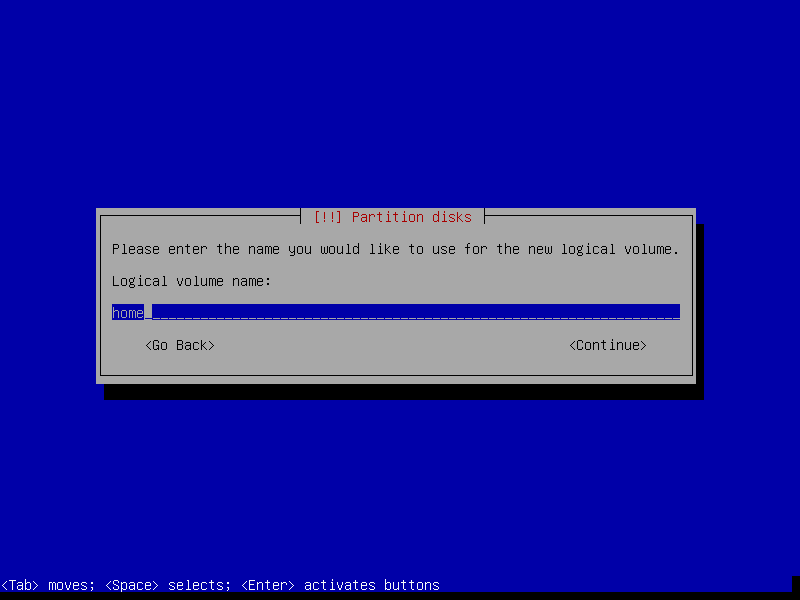 [!!] Partition disks
Please enter the name you would like to use for the new logical volume.
Logical volume name:
home
<Go Back> <Continue>
<Tab> moves; <Space> selects; <Enter> activates buttons